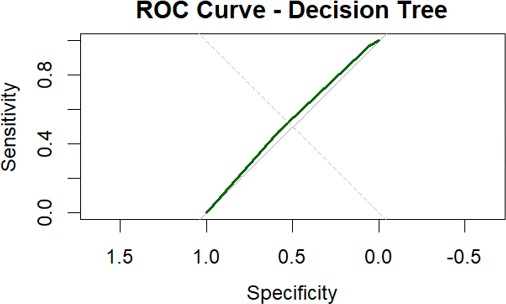 ROC Curve - Decision Tree
Sensitivity
0.8
0.4
0.0
1.5 1.0 0.5 0.0 -0.5
Specificity